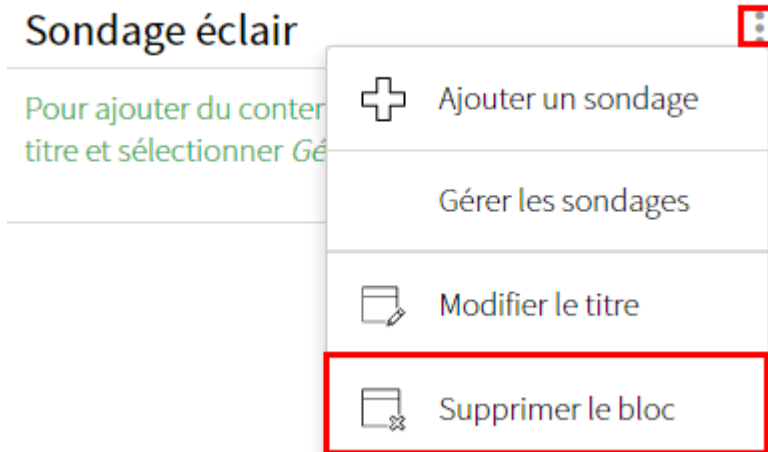 Sondage éclair
Pour ajouter du conten
titre et sélectionner Gé
Ajouter un sondage
Gérer les sondages
Modifier le titre
Supprimer le bloc